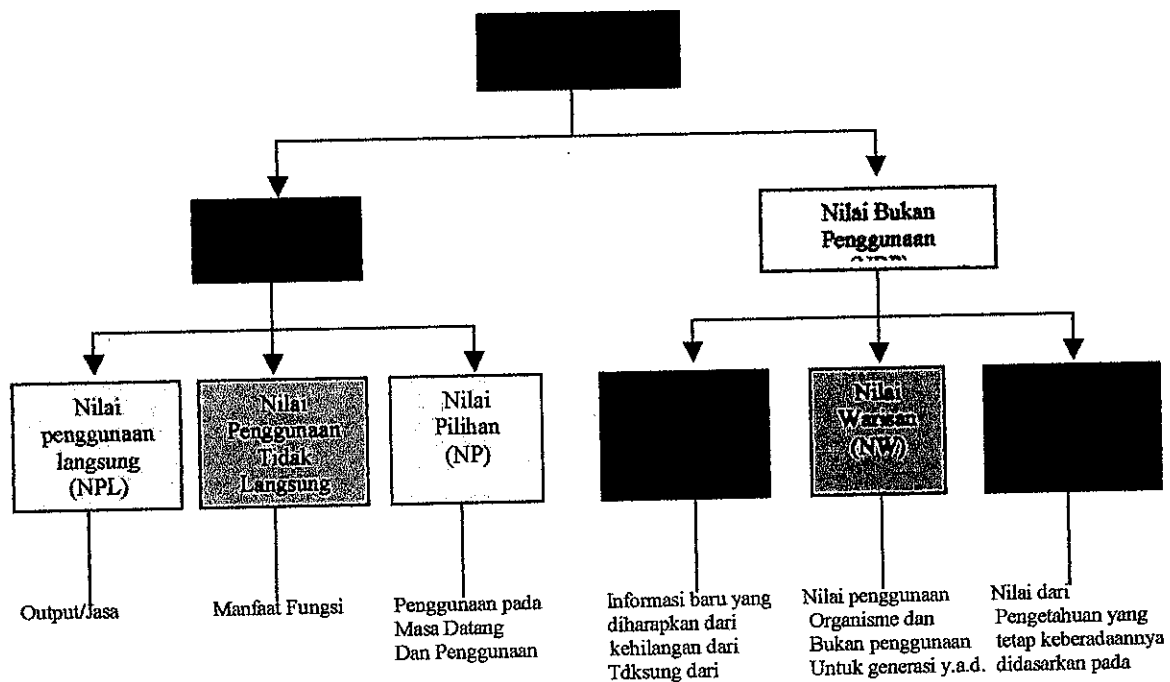 Nilai Bukan
Penggunaan
Nilai
penggunaan
langsung
(NPL)
Nilai
Penggunaan
Tidak
Langsung
Nilai
Pilihan
(NP)
Nilai
Warisan
(NW)
Output/Jasa
Manfaat Fungsi
Penggunaan pada
Masa Datang
Dan Penggunaan
Informasi baru yang
diharapkan dari
kehilangan dari
Tdksung dari
Nilai penggunaan
Organisme dan
Bukan penggunaan
Untuk generasi y.a.d.
Nilai dari
Pengetahuan yang
tetap keberadaannya
didasarkan pada